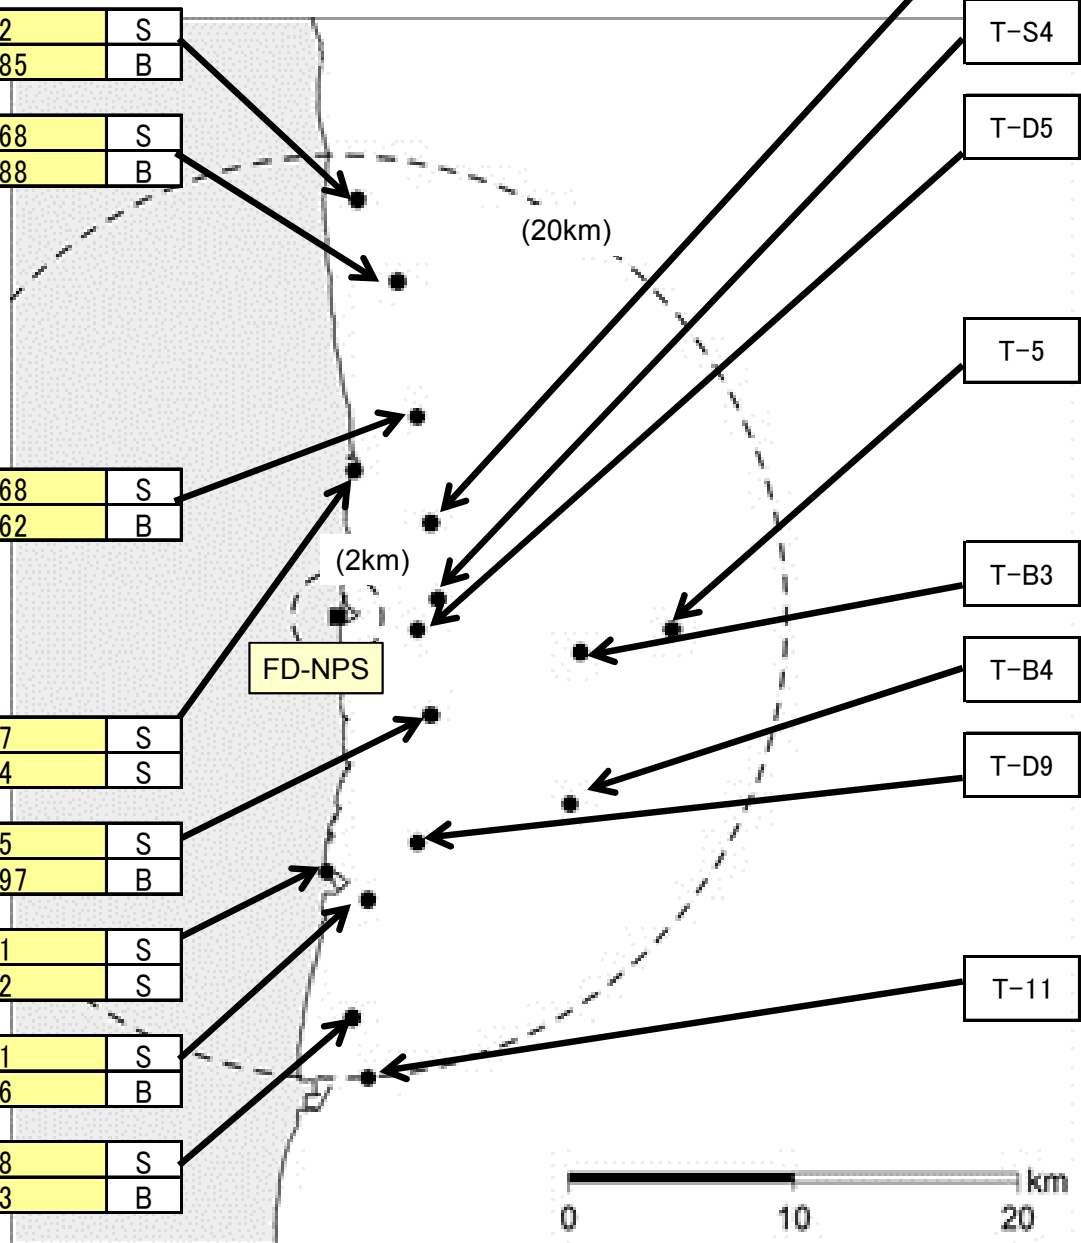 2 S
85 B
68 S
88 B
68 S
62 B
7 S
4 S
5 S
97 B
1 S
2 S
1 S
6 B
8 S
3 B
(20km)
(2km)
FD-NPS
T-S4
T-D5
T-5
T-B3
T-B4
T-D9
T-11
km
0 10 20